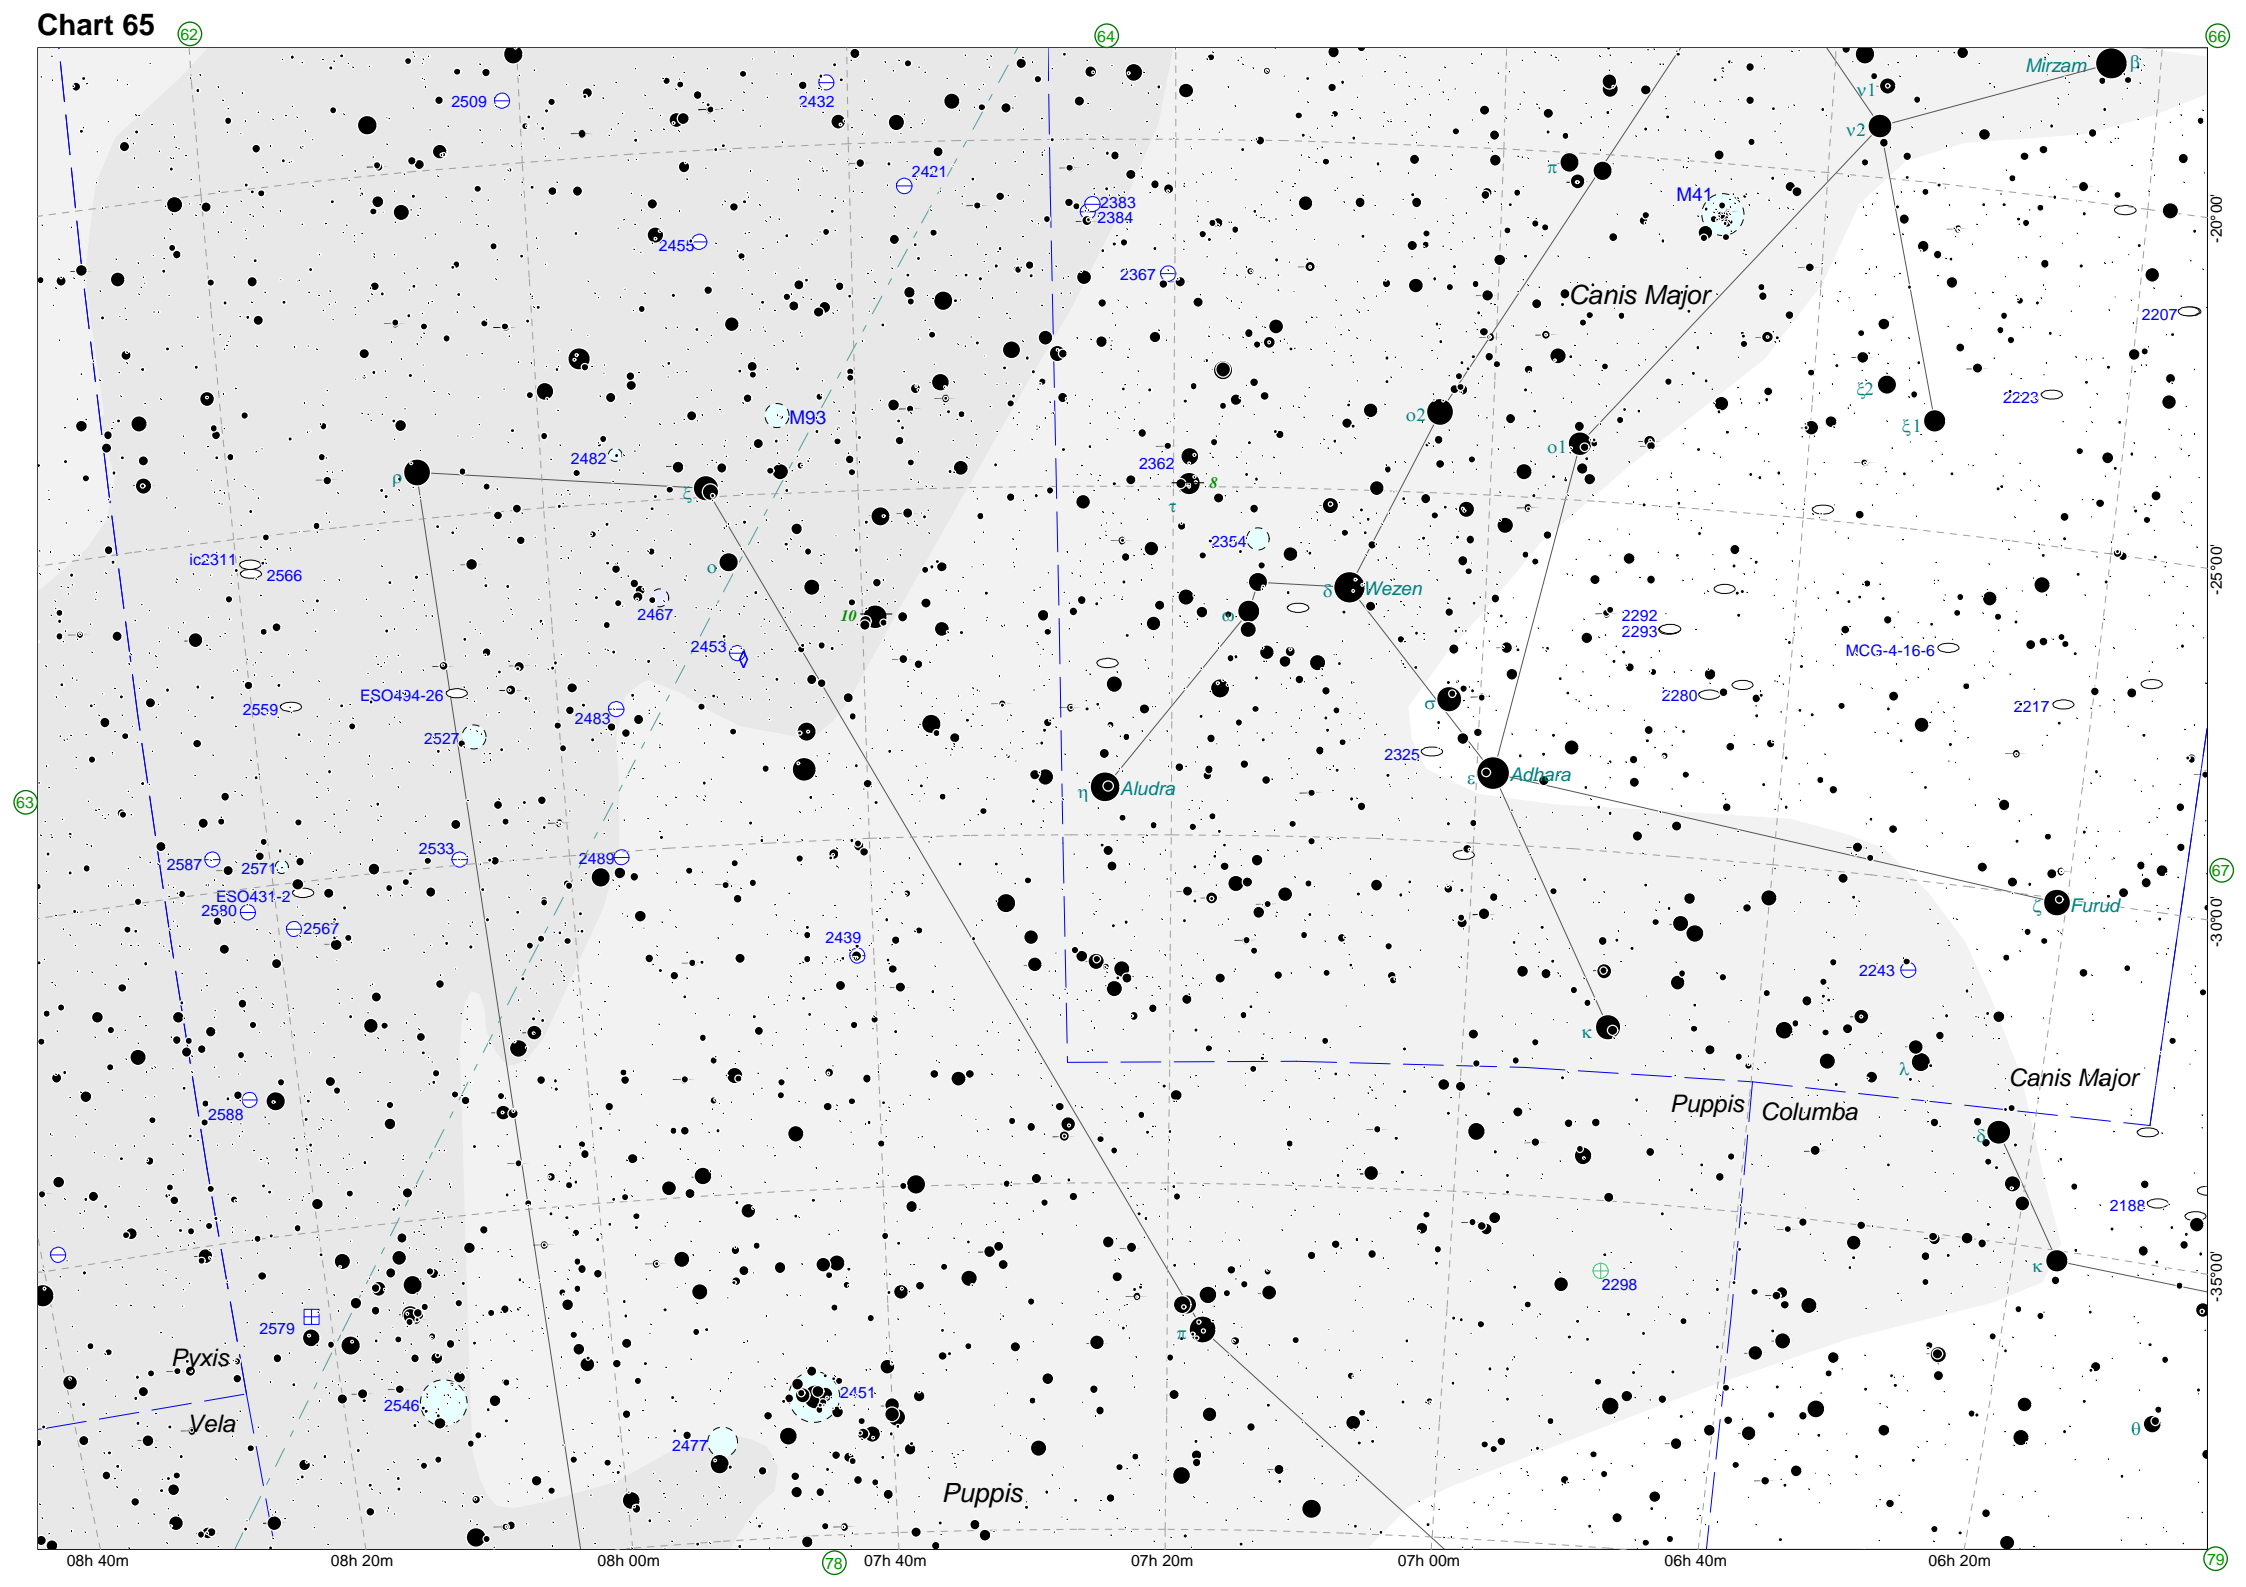 Chart 65
62
64
66
Mirzam β
2509
2432
ν1
ν2
2421
π
M41
2383
2384
2455
2367
-20°00'
Canis Major
2207
M93
ο2
ξ2
2223
ξ1
2482
ο1
2362
ρ
ξ
8
τ
2354
ic2311
2566
ο
-25°00'
δ Wezen
2467
10
ω
2292
2293
2453
MCG-4-16-6
ESO494-26
2280
2559
2483
σ
2217
2527
2325
ε Adhara
η Aludra
63
2533
2587
2571
2489
67
ESO431-2
2580
2567
ζ Furud
-30°00'
2439
2243
κ
λ
Canis Major
2588
Puppis
Columba
δ
2188
κ
2298
-35°00'
2579
π
Pyxis
2546
2451
Vela
θ
2477
Puppis
08h 40m
08h 20m
08h 00m
78
07h 40m
07h 20m
07h 00m
06h 40m
06h 20m
79